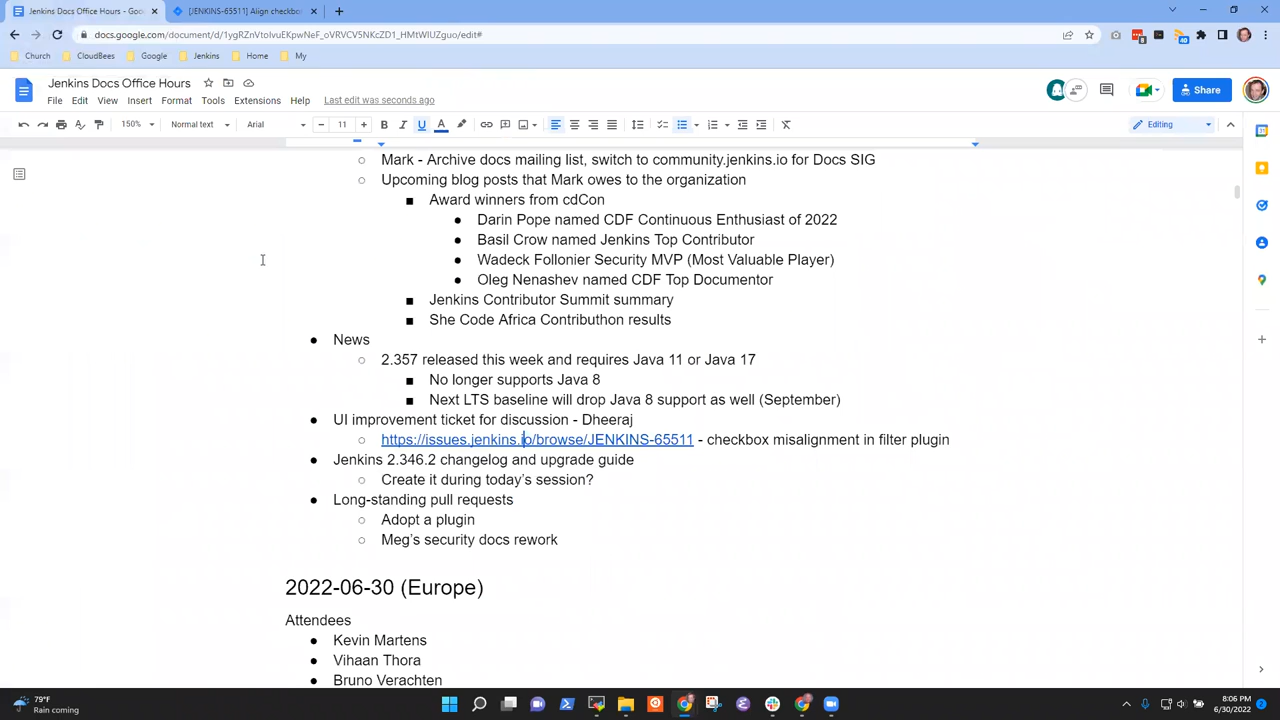 Jenkins Docs Office Hours - Goo
[JENKINS-65511] Align checkbo
docs.google.com/document/d/1ygRZnVtoIvuEKpwNeF_oVRVCV5NKcZD1_HMtWIUZguo/edit#
Church
CloudBees
Google
Jenkins
Home
My
Jenkins Docs Office Hours
File Edit View Insert Format Tools Extensions Help Last edit was seconds ago
Share
150% Normal text Arial 11 Editing
Mark - Archive docs mailing list, switch to community.jenkins.io for Docs SIG
Upcoming blog posts that Mark owes to the organization
Award winners from cdCon
Darin Pope named CDF Continuous Enthusiast of 2022
Basil Crow named Jenkins Top Contributor
Wadeck Follonier Security MVP (Most Valuable Player)
Oleg Nenashev named CDF Top Documentor
Jenkins Contributor Summit summary
She Code Africa Contributhon results
News
2.357 released this week and requires Java 11 or Java 17
No longer supports Java 8
Next LTS baseline will drop Java 8 support as well (September)
UI improvement ticket for discussion - Dheeraj
https://issues.jenkins.io/browse/JENKINS-65511 - checkbox misalignment in filter plugin
Jenkins 2.346.2 changelog and upgrade guide
Create it during today's session?
Long-standing pull requests
Adopt a plugin
Meg's security docs rework
2022-06-30 (Europe)
Attendees
Kevin Martens
Vihaan Thora
Bruno Verachten
79°F
Rain coming
8:06 PM
6/30/2022